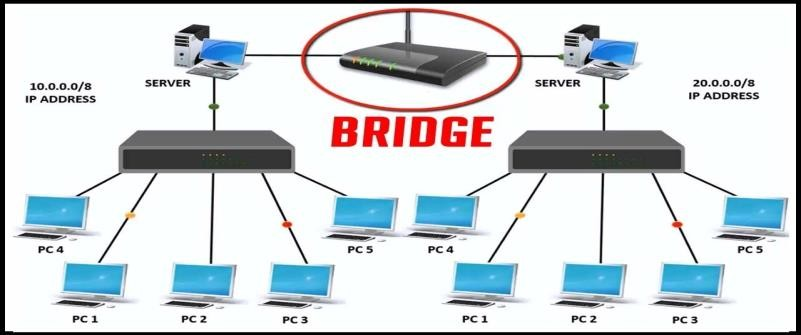 SERVER
SERVER
10.0.0.0/8
IP ADDRESS
20.0.0.0/8
IP ADDRESS
BRIDGE
PC 4
PC 5
PC 4
PC 5
PC 1
PC 2
PC 3
PC 1
PC 2
PC 3